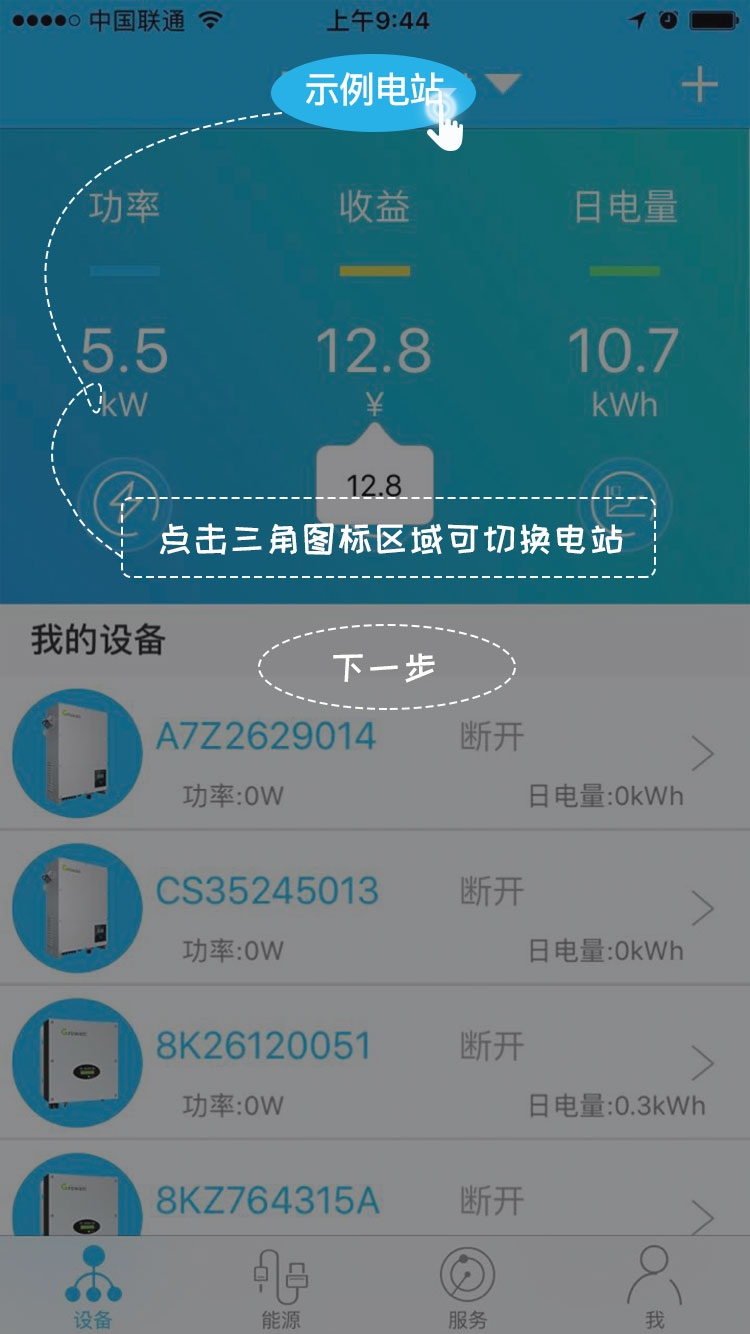 中国联通 上午9:44
示例电站
功率 收益 日电量
5.5 12.8 10.7
kW ¥ kWh
12.8
点击三角图标区域可切换电站
我的设备
下一步
A7Z2629014 断开
功率:0W 日电量:0kWh
CS35245013 断开
功率:0W 日电量:0kWh
8K26120051 断开
功率:0W 日电量:0.3kWh
8KZ764315A 断开
设备 能源 服务 我